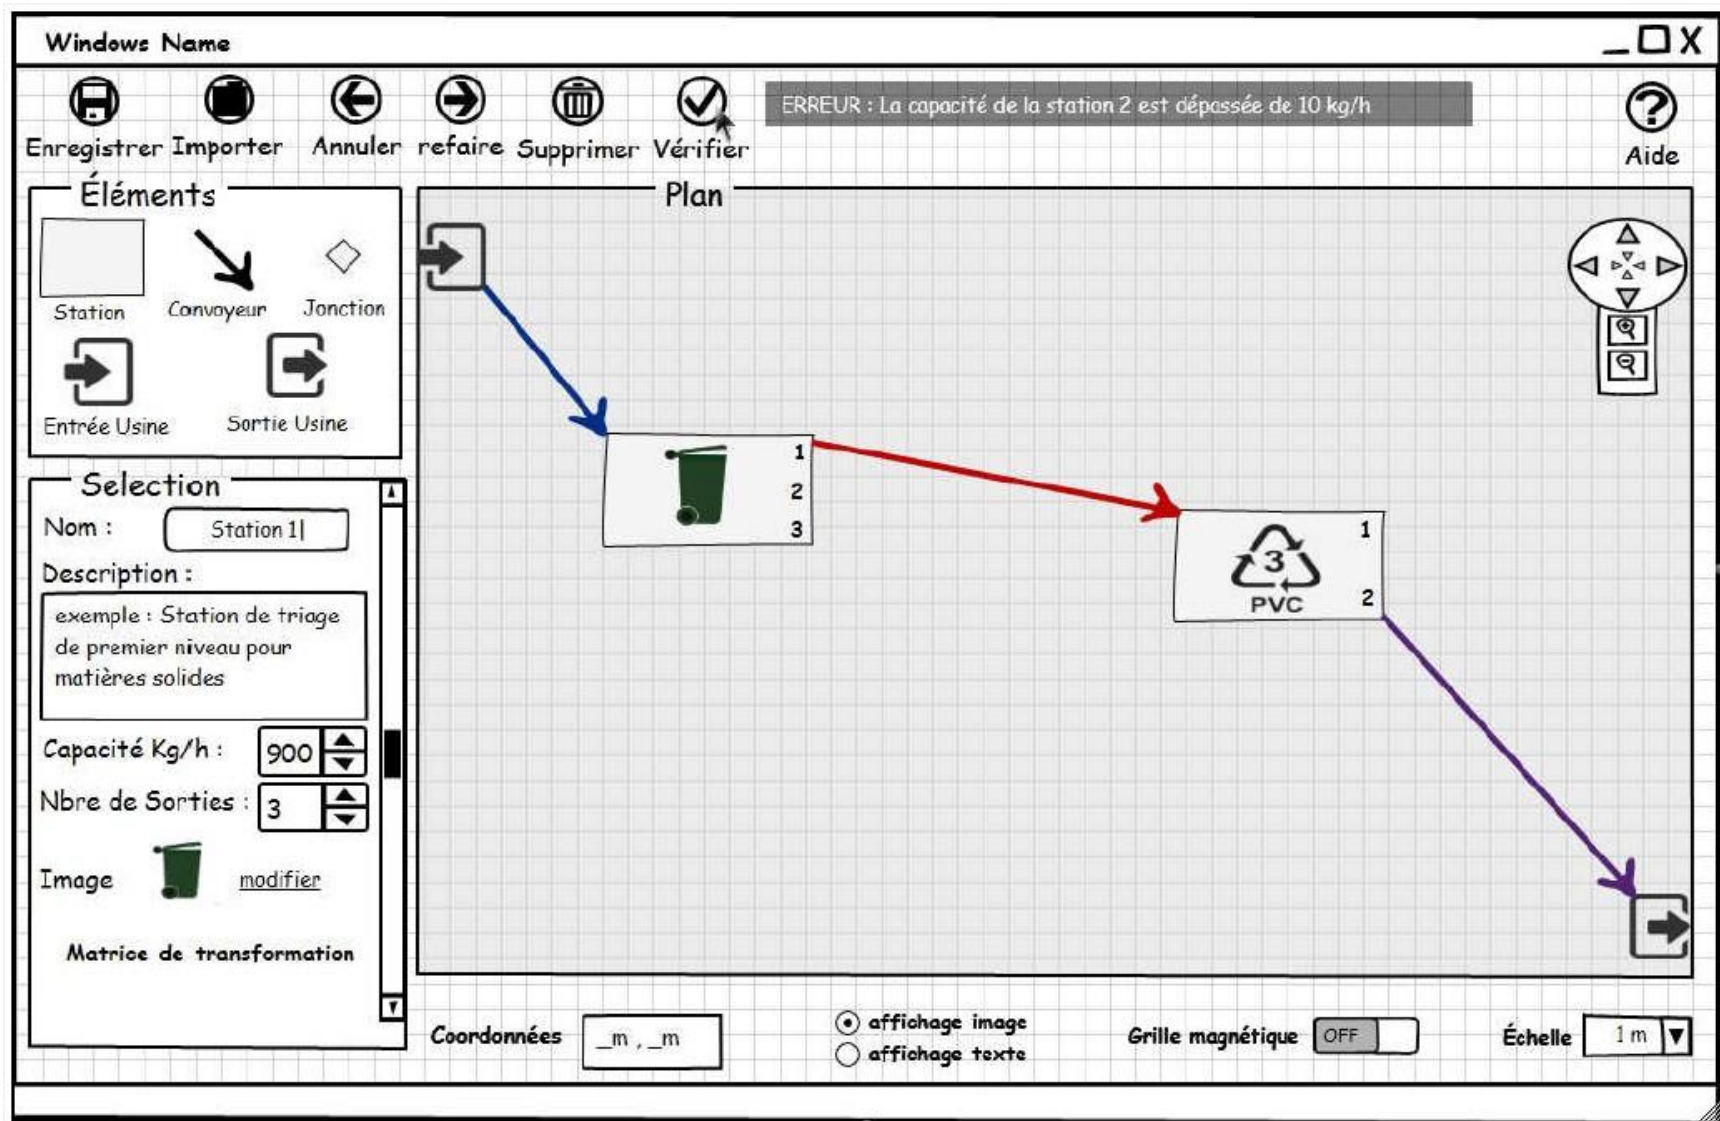 Windows Name
X
Enregistrer Importer Annuler refaire Supprimer Vérifier
ERREUR : La capacité de la station 2 est dépassée de 10 kg/h
?
Aide
Éléments
Station
Convoyeur
Jonction
Entrée Usine
Sortie Usine
Selection
Nom :
Station 1
Description :
exemple : Station de triage
de premier niveau pour
matières solides
Capacité Kg/h :
900
Nbre de Sorties :
3
Image
modifier
Matrice de transformation
Plan
1
2
3
3
PVC
1
2
Coordonnées
_m , _m
affichage image
affichage texte
Grille magnétique
OFF
Échelle
1 m